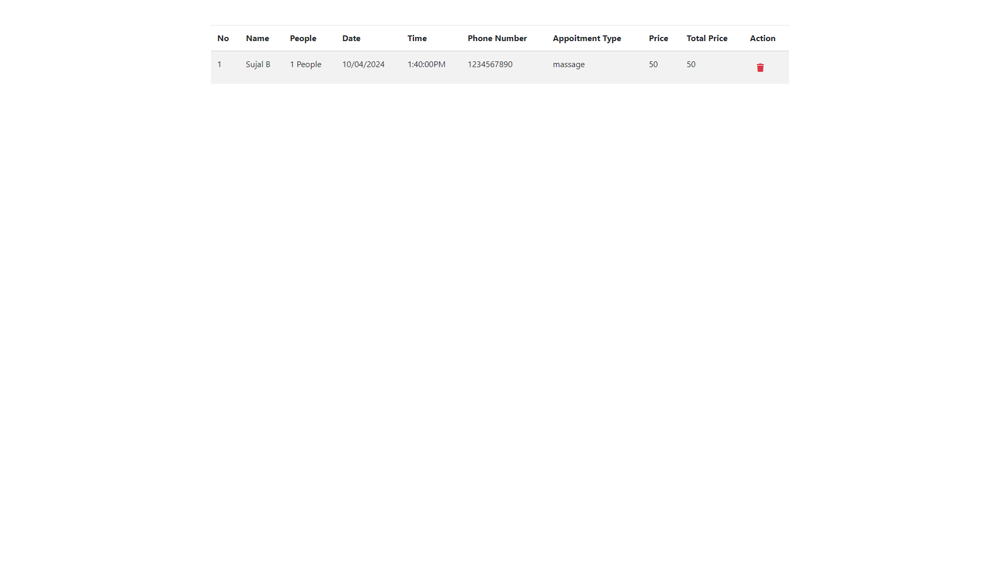 No Name People Date Time Phone Number Appoitment Type Price Total Price Action
1 Sujal B 1 People 10/04/2024 1:40:00PM 1234567890 massage 50 50